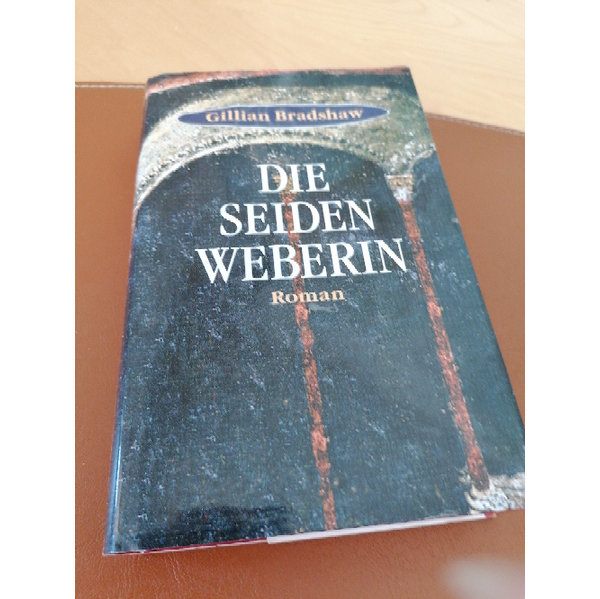 Gillian Bradshaw
DIE
SEIDEN
WEBERIN
Roman